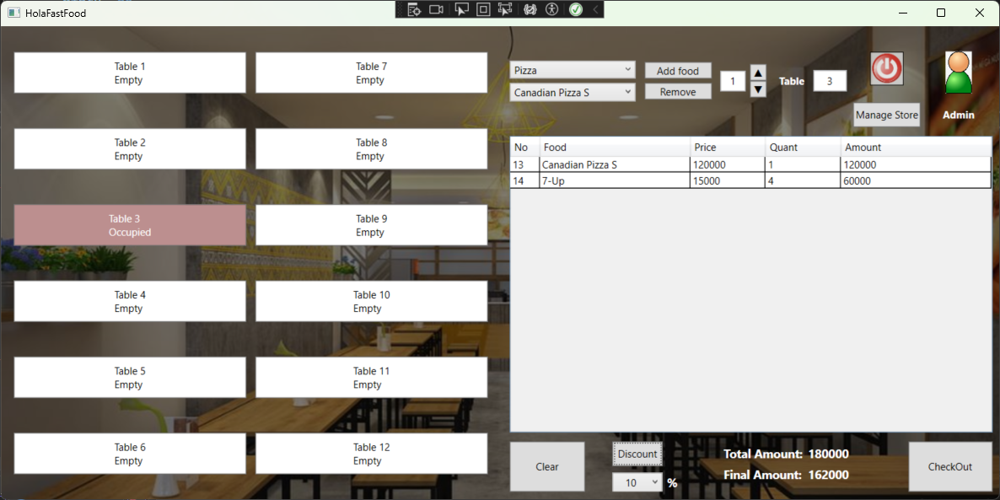 HolaFastFood
Table 1
Empty
Table 7
Empty
Table 2
Empty
Table 8
Empty
Table 3
Occupied
Table 9
Empty
Table 4
Empty
Table 10
Empty
Table 5
Empty
Table 11
Empty
Table 6
Empty
Table 12
Empty
Pizza
Canadian Pizza S
Add food
Remove
1
Table 3
Manage Store
Admin
No Food Price Quant Amount
13 Canadian Pizza S 120000 1 120000
14 7-Up 15000 4 60000
Clear
Discount
10 %
Total Amount: 180000
Final Amount: 162000
CheckOut